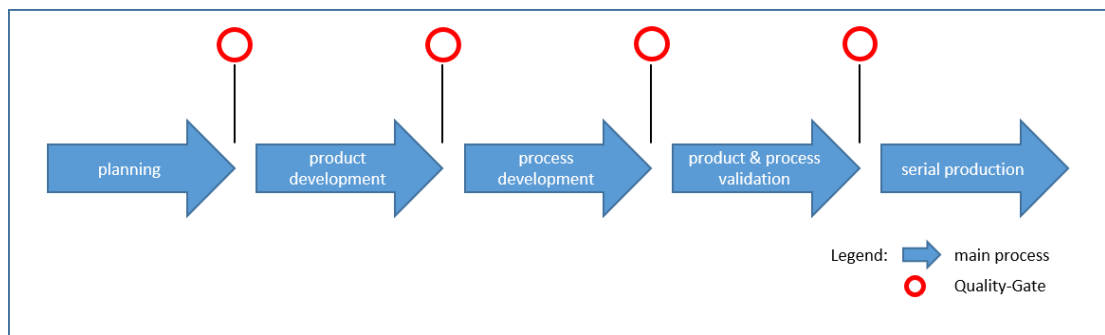 planning
product
development
process
development
product & process
validation
serial production
Legend:
main process
Quality-Gate